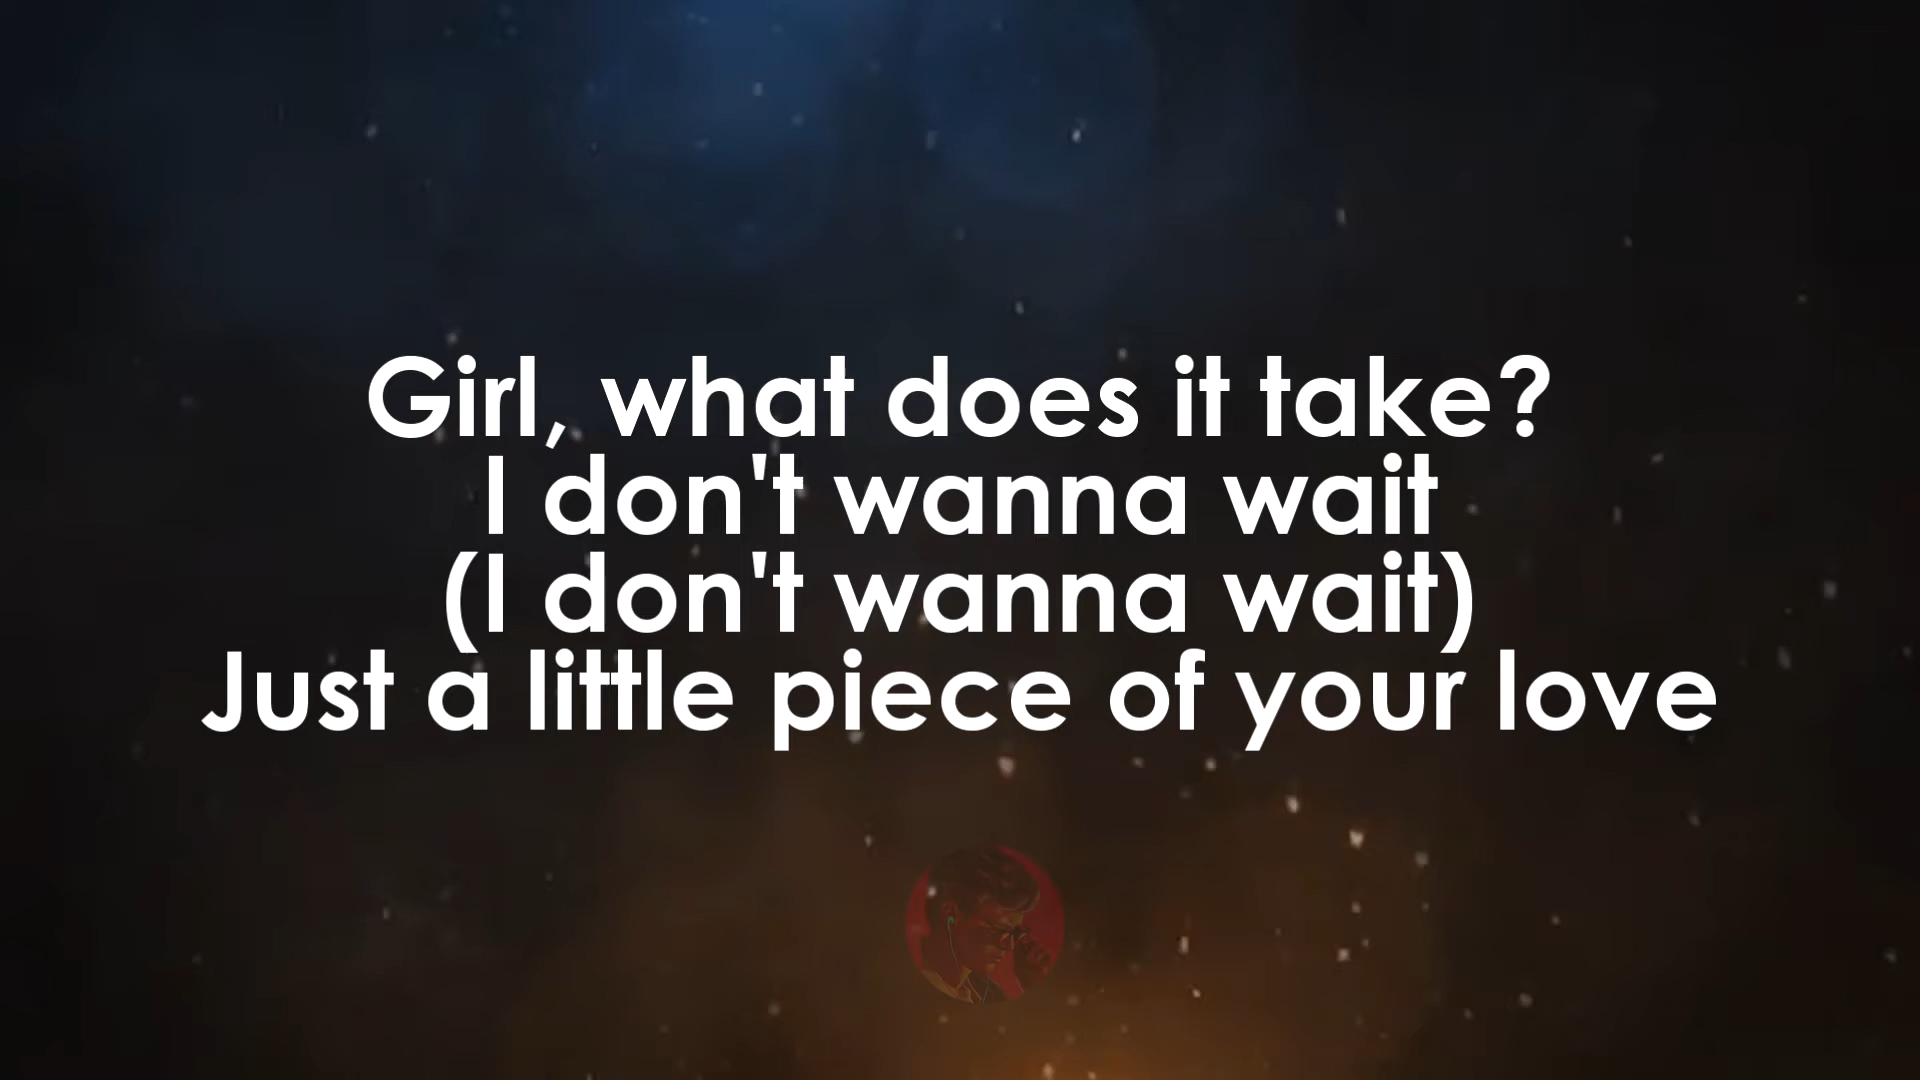 Girl, what does it take?
I don't wanna wait
(I don't wanna wait)
Just a little piece of your love